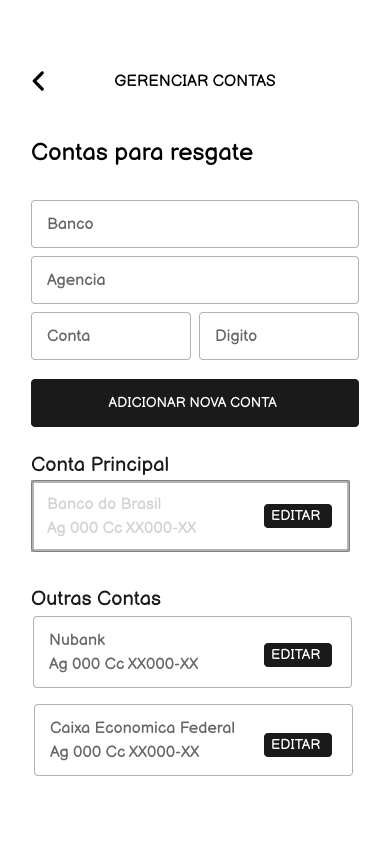 GERENCIAR CONTAS
Contas para resgate
Banco
Agencia
Conta
Digito
ADICIONAR NOVA CONTA
Conta Principal
Banco do Brasil
Ag 000 Cc XX000-XX
EDITAR
Outras Contas
Nubank
Ag 000 Cc XX000-XX
EDITAR
Caixa Economica Federal
Ag 000 Cc XX000-XX
EDITAR